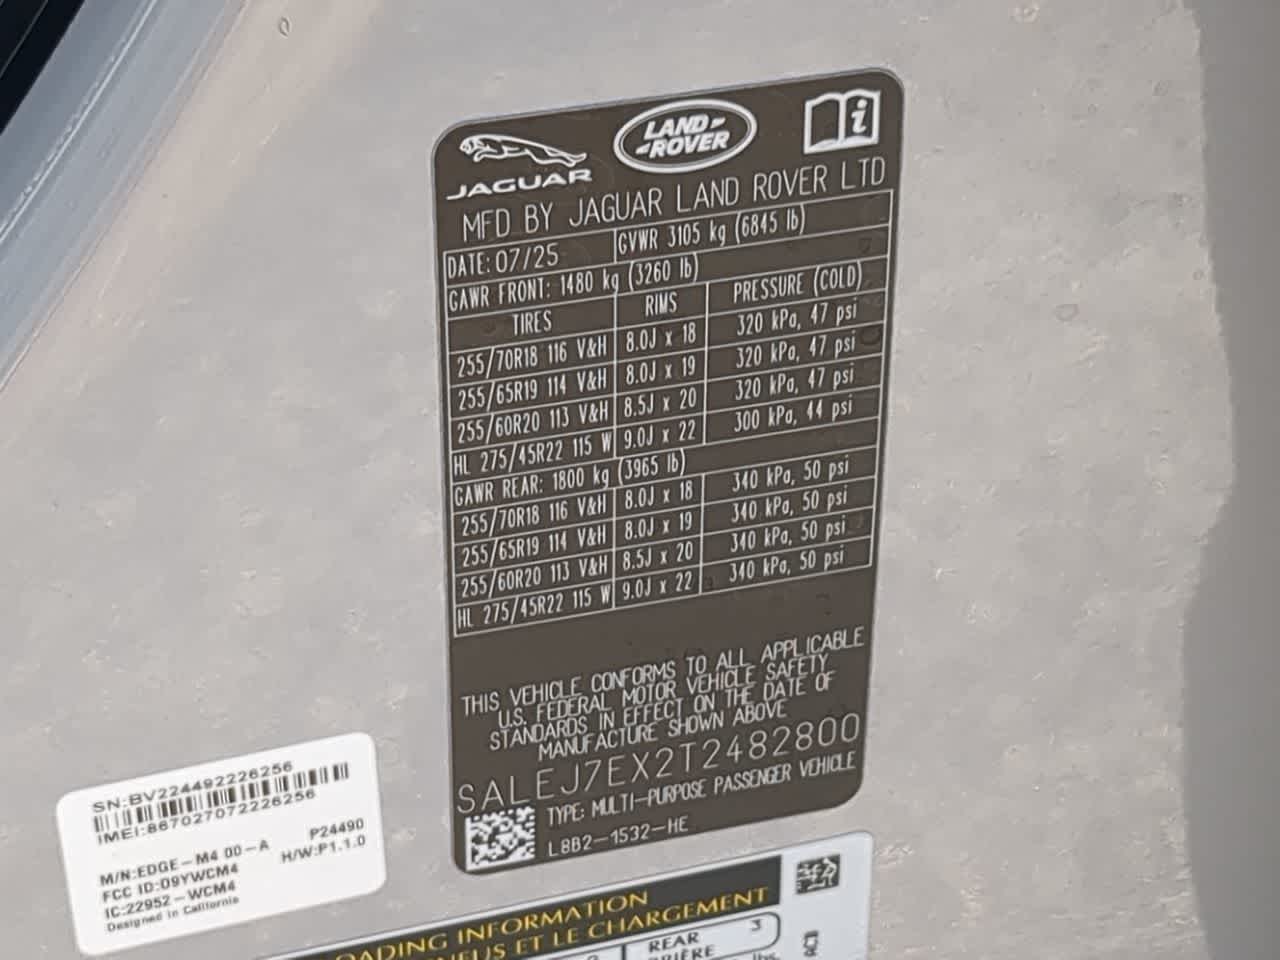 JAGUAR
LAND-
-ROVER
MFD BY JAGUAR LAND ROVER LTD
DATE: 07/25 GVWR 3105 kg (6845 lb)
GAWR FRONT: 1480 kg (3260 lb)
TIRES RIMS PRESSURE (COLD)
255/70R18 116 V&H 8.0J x 18 320 kPa, 47 psi
255/65R19 114 V&H 8.0J x 19 320 kPa, 47 psi
255/60R20 113 V&H 8.5J x 20 320 kPa, 47 psi
HL 275/45R22 115 W 9.0J x 22 300 kPa, 44 psi
GAWR REAR: 1800 kg (3965 lb)
255/70R18 116 V&H 8.0J x 18 340 kPa, 50 psi
255/65R19 114 V&H 8.0J x 19 340 kPa, 50 psi
255/60R20 113 V&H 8.5J x 20 340 kPa, 50 psi
HL 275/45R22 115 W 9.0J x 22 340 kPa, 50 psi
THIS VEHICLE CONFORMS TO ALL APPLICABLE
U.S. FEDERAL MOTOR VEHICLE SAFETY
STANDARDS IN EFFECT ON THE DATE OF
MANUFACTURE SHOWN ABOVE
SALEJ7EX2T2482800
TYPE: MULTI-PURPOSE PASSENGER VEHICLE
L8B2-1532-HE
SN:BV224492226256
IMEI:867027072226256
P24490
M/N:EDGE-M4 00-A H/W:P1.1.0
FCC ID:O9YWCM4
IC:22952-WCM4
Designed in California
OADING INFORMATION
NEUS ET LE CHARGEMENT
REAR 3
RIÈRE
lbs